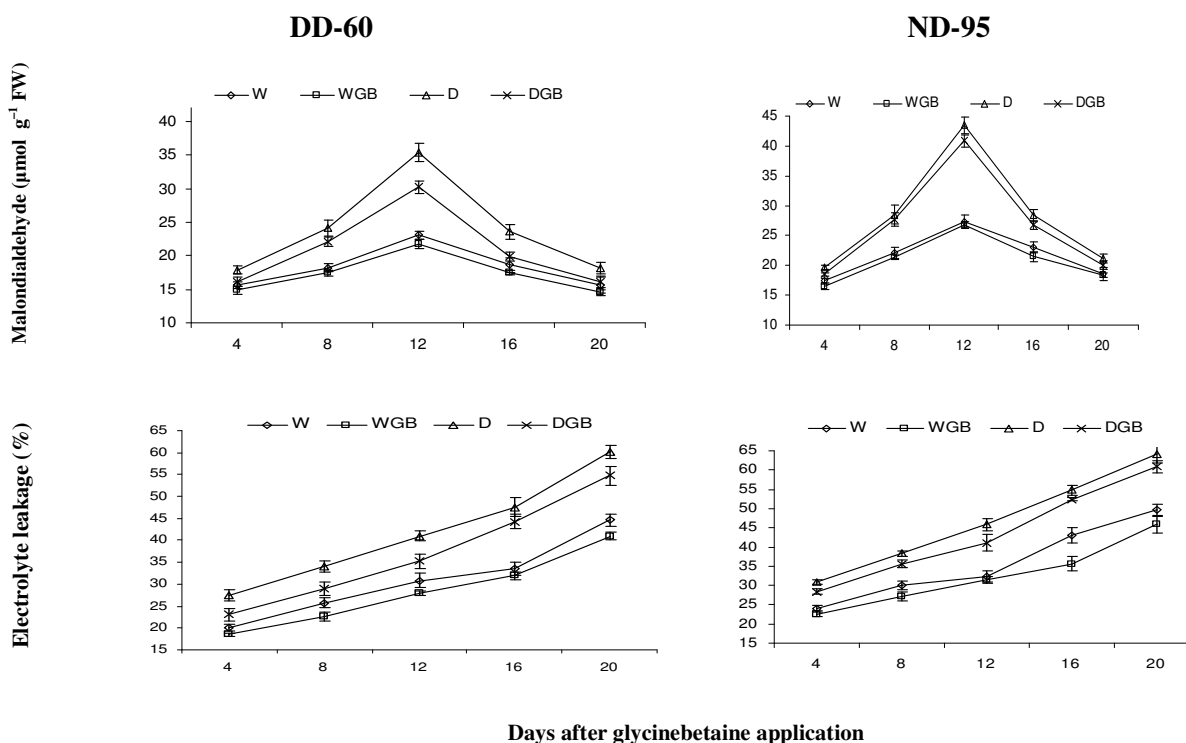 DD-60
ND-95
Malondialdehyde (µmol g⁻¹ FW)
W WGB D DGB
40
35
30
25
20
15
10
4 8 12 16 20
W WGB D DGB
45
40
35
30
25
20
15
10
4 8 12 16 20
Electrolyte leakage (%)
W WGB D DGB
65
60
55
50
45
40
35
30
25
20
15
4 8 12 16 20
W WGB D DGB
65
60
55
50
45
40
35
30
25
20
15
4 8 12 16 20
Days after glycinebetaine application